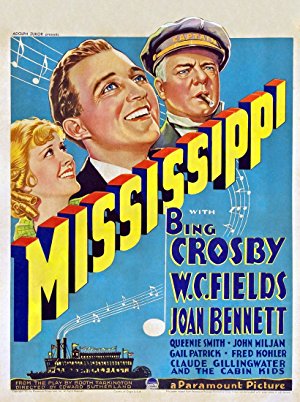 ADOLPH ZUKOR presents
CAPTAIN
MISSISSIPPI
WITH
BING
CROSBY
W.C. FIELDS
JOAN BENNETT
QUEENIE SMITH · JOHN MILJAN
GAIL PATRICK · FRED KOHLER
CLAUDE GILLINGWATER
AND THE CABIN KIDS
FROM THE PLAY BY BOOTH TARKINGTON
DIRECTED BY EDWARD SUTHERLAND
a Paramount Picture